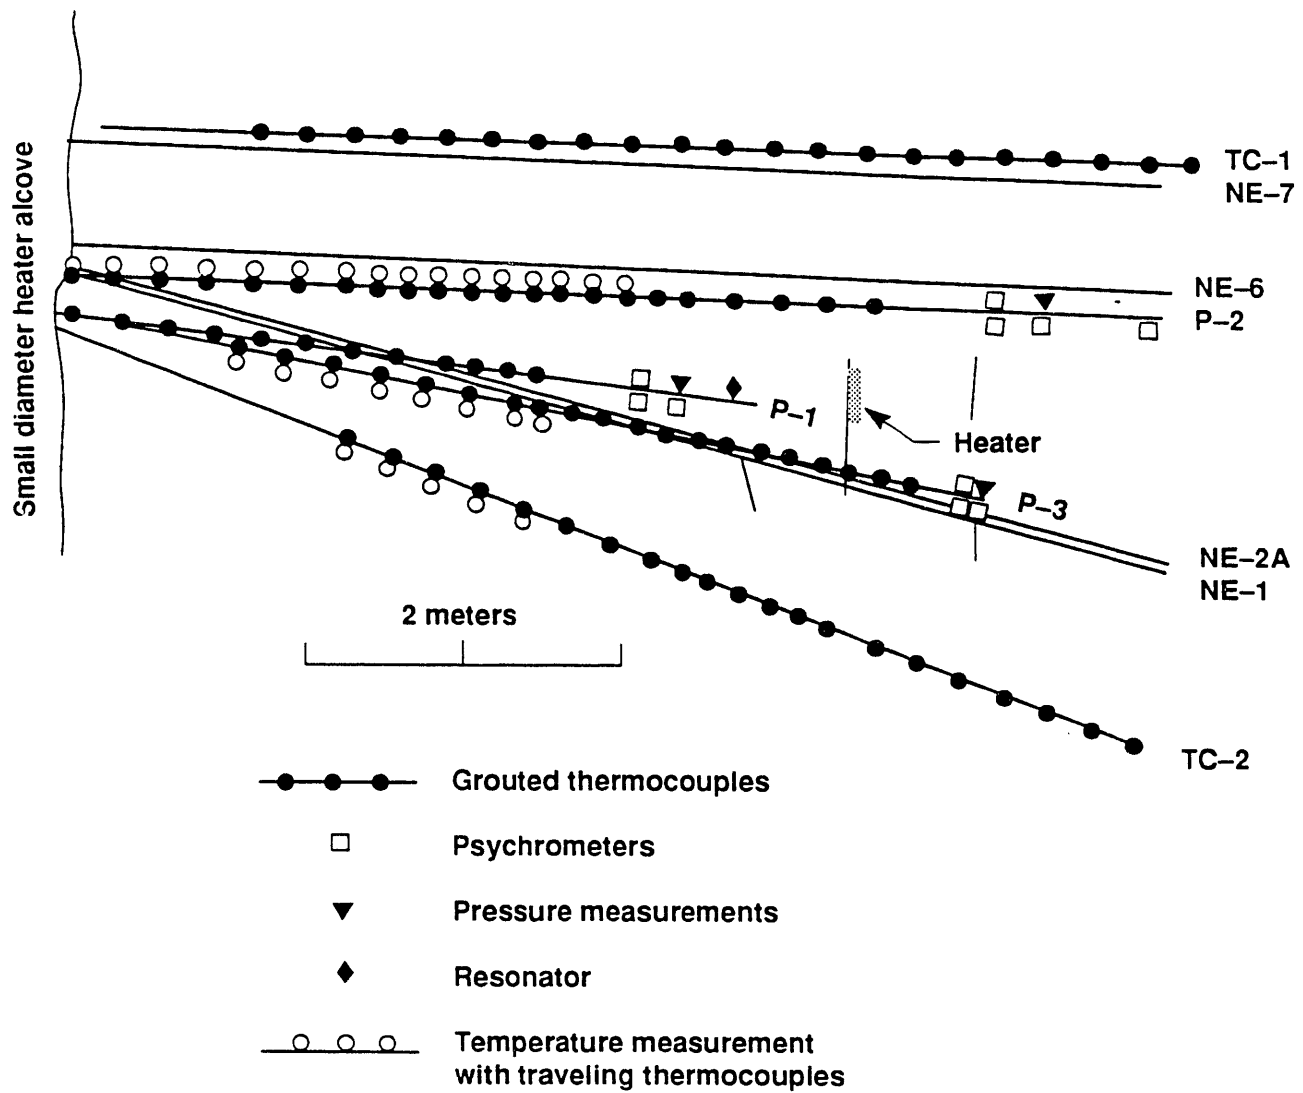 Small diameter heater alcove
TC–1
NE–7
NE–6
P–2
P–1
Heater
P–3
NE–2A
NE–1
2 meters
TC–2
Grouted thermocouples
Psychrometers
Pressure measurements
Resonator
Temperature measurement
with traveling thermocouples